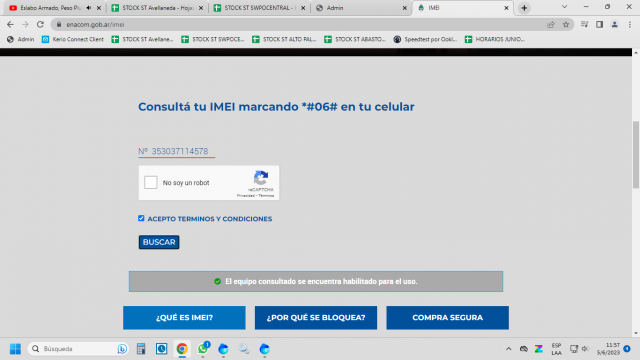 Eslabo Armado, Peso Plu
STOCK ST Avellaneda - Hoja
STOCK ST SWPOCENTRAL -
Admin
IMEI
enacom.gob.ar/imei
Admin
Kerio Connect Client
STOCK ST Avellane...
STOCK ST SWPOCE...
STOCK ST ALTO PAL...
STOCK ST ABASTO...
Speedtest por Ookl...
HORARIOS JUNIO...
Consultá tu IMEI marcando *#06# en tu celular
Nº 353037114578
No soy un robot
reCAPTCHA
Privacidad - Términos
ACEPTO TERMINOS Y CONDICIONES
BUSCAR
El equipo consultado se encuentra habilitado para el uso.
¿QUÉ ES IMEI?
¿POR QUÉ SE BLOQUEA?
COMPRA SEGURA
Búsqueda
1
ESP
LAA
11:57
5/6/2023